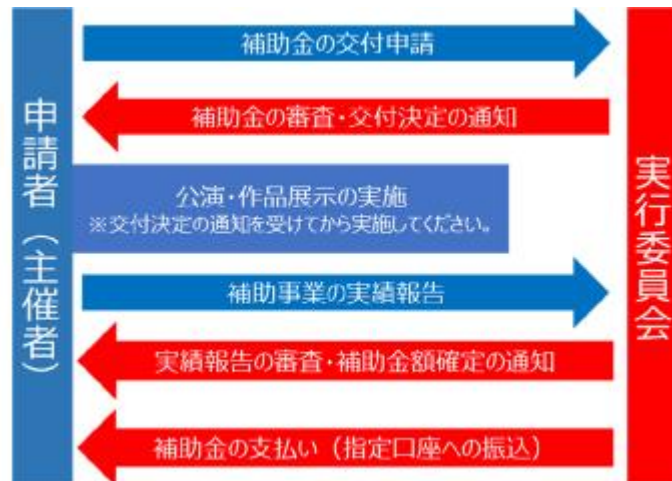 申請者（主催者）
補助金の交付申請
補助金の審査・交付決定の通知
公演・作品展示の実施
※交付決定の通知を受けてから実施してください。
補助事業の実績報告
実績報告の審査・補助金額確定の通知
補助金の支払い（指定口座への振込）
実行委員会